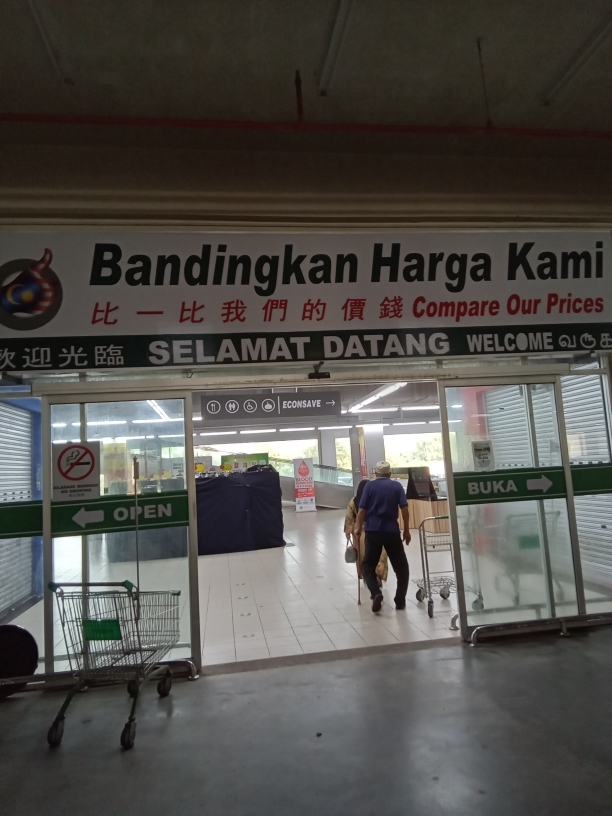 Bandingkan Harga Kami
比一比我們的價錢 Compare Our Prices
歡迎光臨 SELAMAT DATANG WELCOME
ECONSAVE →
← OPEN
BUKA →